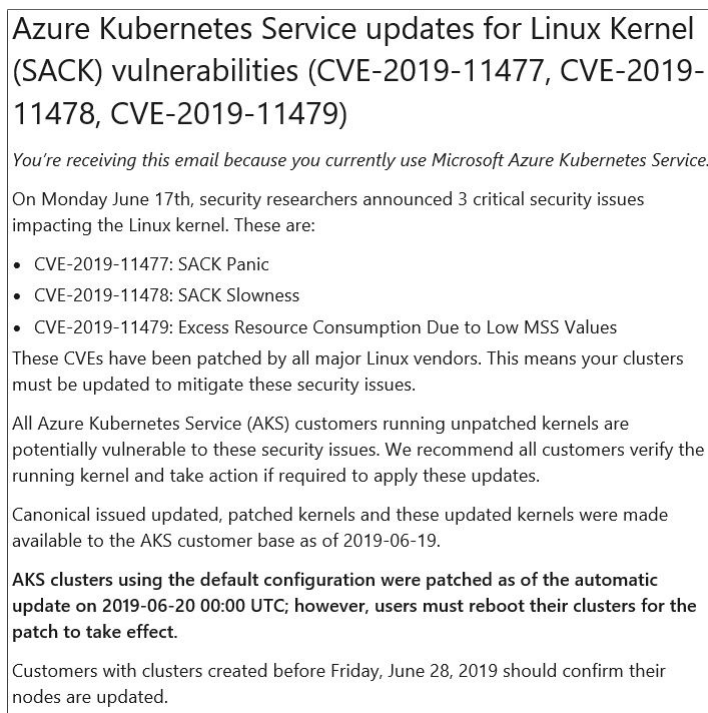 Azure Kubernetes Service updates for Linux Kernel
(SACK) vulnerabilities (CVE-2019-11477, CVE-2019-
11478, CVE-2019-11479)
You're receiving this email because you currently use Microsoft Azure Kubernetes Service.
On Monday June 17th, security researchers announced 3 critical security issues
impacting the Linux kernel. These are:
• CVE-2019-11477: SACK Panic
• CVE-2019-11478: SACK Slowness
• CVE-2019-11479: Excess Resource Consumption Due to Low MSS Values
These CVEs have been patched by all major Linux vendors. This means your clusters
must be updated to mitigate these security issues.
All Azure Kubernetes Service (AKS) customers running unpatched kernels are
potentially vulnerable to these security issues. We recommend all customers verify the
running kernel and take action if required to apply these updates.
Canonical issued updated, patched kernels and these updated kernels were made
available to the AKS customer base as of 2019-06-19.
AKS clusters using the default configuration were patched as of the automatic
update on 2019-06-20 00:00 UTC; however, users must reboot their clusters for the
patch to take effect.
Customers with clusters created before Friday, June 28, 2019 should confirm their
nodes are updated.